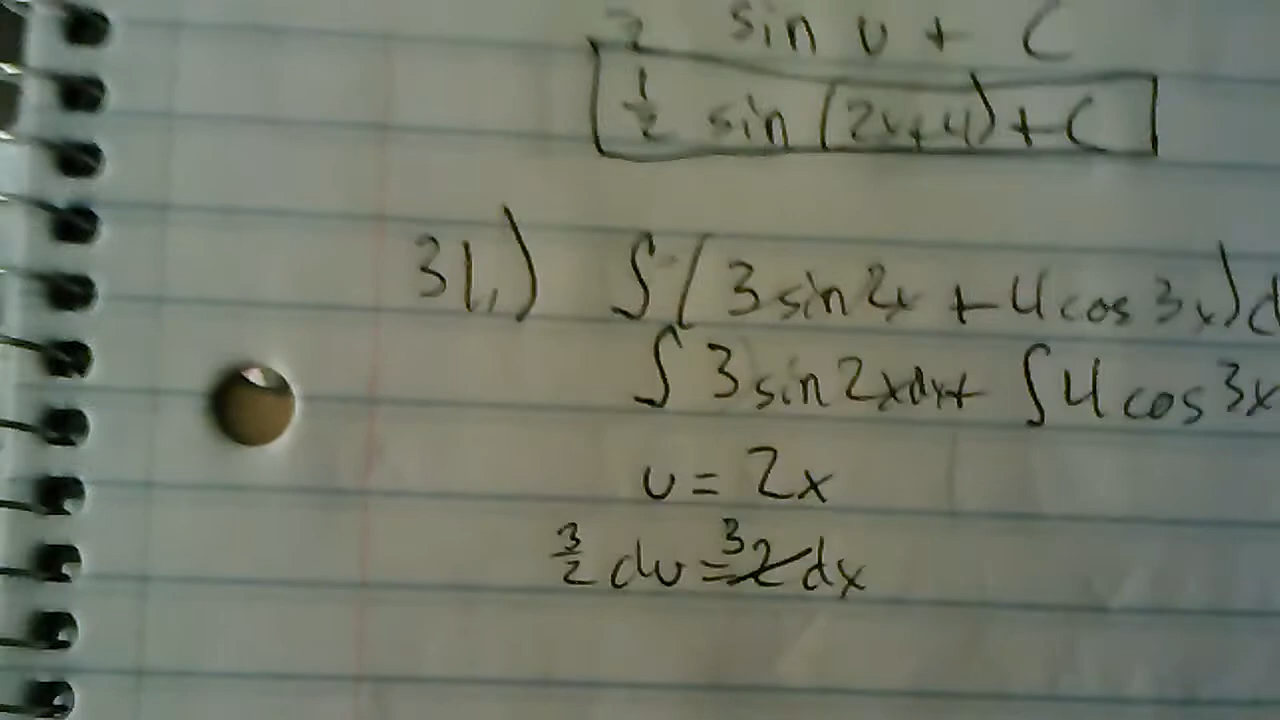 sin u + C
1/2 sin (2x+4) + C
31.) ∫(3 sin 2x + 4 cos 3x)d
∫ 3 sin 2x dx + ∫ 4 cos 3x
u = 2x
3/2 du = 3 2 dx